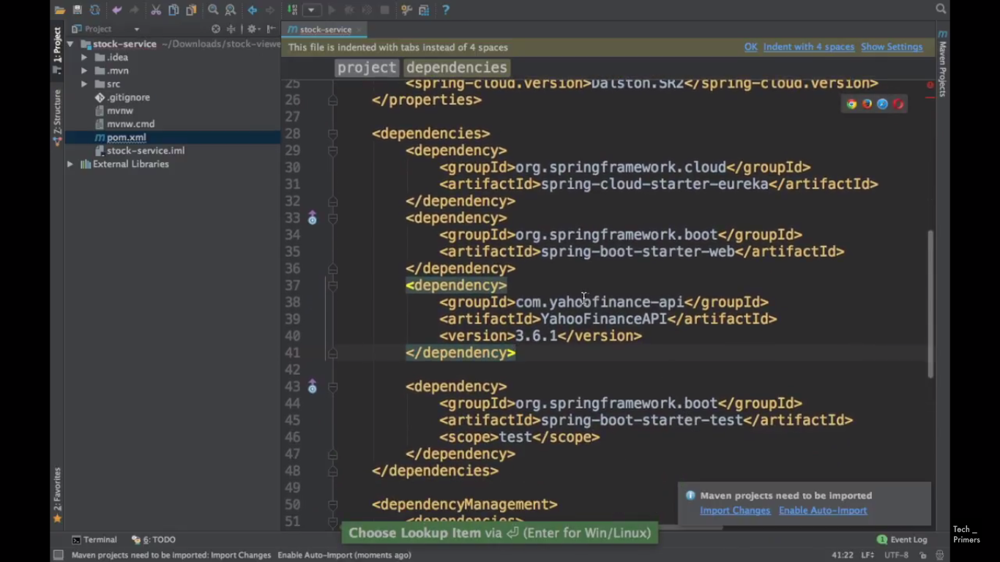 Project
stock-service ~/Downloads/stock-viewe
.idea
.mvn
src
.gitignore
mvnw
mvnw.cmd
pom.xml
stock-service.iml
External Libraries
1: Project
Z: Structure
2: Favorites
stock-service
This file is indented with tabs instead of 4 spaces
OK Indent with 4 spaces Show Settings
project dependencies
25 <spring-cloud.version>Dalston.SR2</spring-cloud.version>
26 </properties>
27
28 <dependencies>
29 <dependency>
30 <groupId>org.springframework.cloud</groupId>
31 <artifactId>spring-cloud-starter-eureka</artifactId>
32 </dependency>
33 <dependency>
34 <groupId>org.springframework.boot</groupId>
35 <artifactId>spring-boot-starter-web</artifactId>
36 </dependency>
37 <dependency>
38 <groupId>com.yahoofinance-api</groupId>
39 <artifactId>YahooFinanceAPI</artifactId>
40 <version>3.6.1</version>
41 </dependency>
42
43 <dependency>
44 <groupId>org.springframework.boot</groupId>
45 <artifactId>spring-boot-starter-test</artifactId>
46 <scope>test</scope>
47 </dependency>
48 </dependencies>
49
50 <dependencyManagement>
51 <dependencies>
Maven Projects
Maven projects need to be imported
Import Changes Enable Auto-Import
Choose Lookup Item via ⏎ (Enter for Win/Linux)
Terminal 6: TODO
1 Event Log
Maven projects need to be imported: Import Changes Enable Auto-Import (moments ago)
41:22 LF÷ UTF-8÷
Tech _
Primers